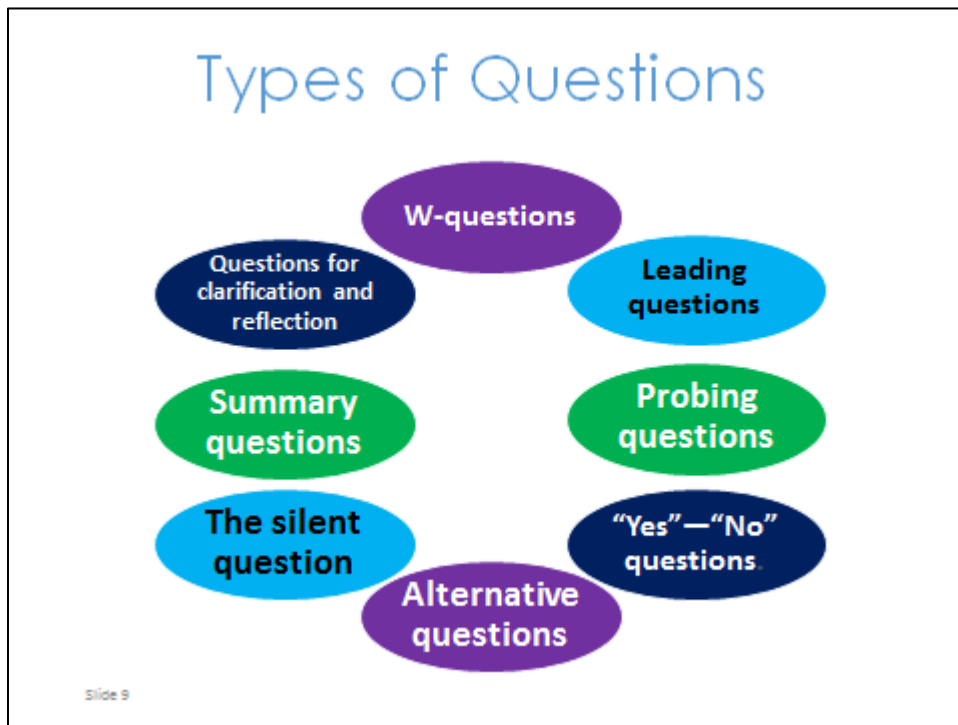 Types of Questions
W-questions
Leading
questions
Probing
questions
“Yes”—“No”
questions.
Alternative
questions
The silent
question
Summary
questions
Questions for
clarification and
reflection
Slide 9